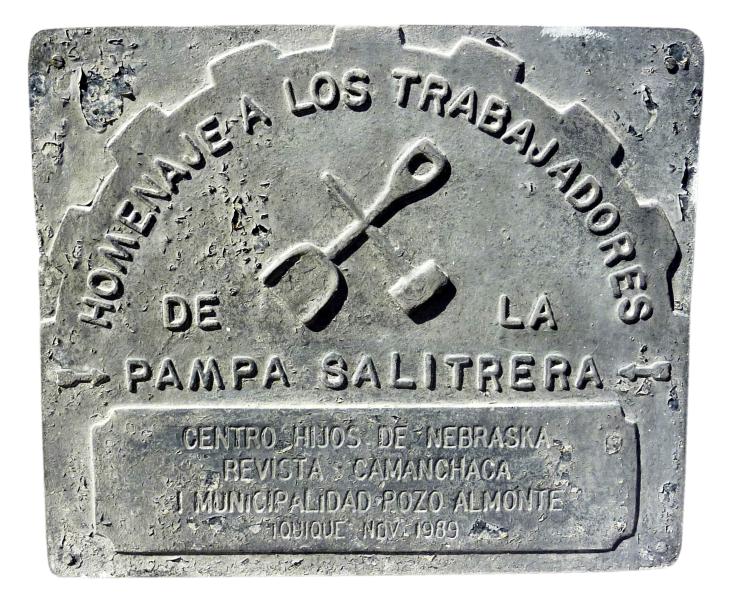 HOMENAJE A LOS TRABAJADORES
DE LA
PAMPA SALITRERA
CENTRO HIJOS DE NEBRASKA
REVISTA CAMANCHACA
I MUNICIPALIDAD POZO ALMONTE
IQUIQUE NOV. 1989